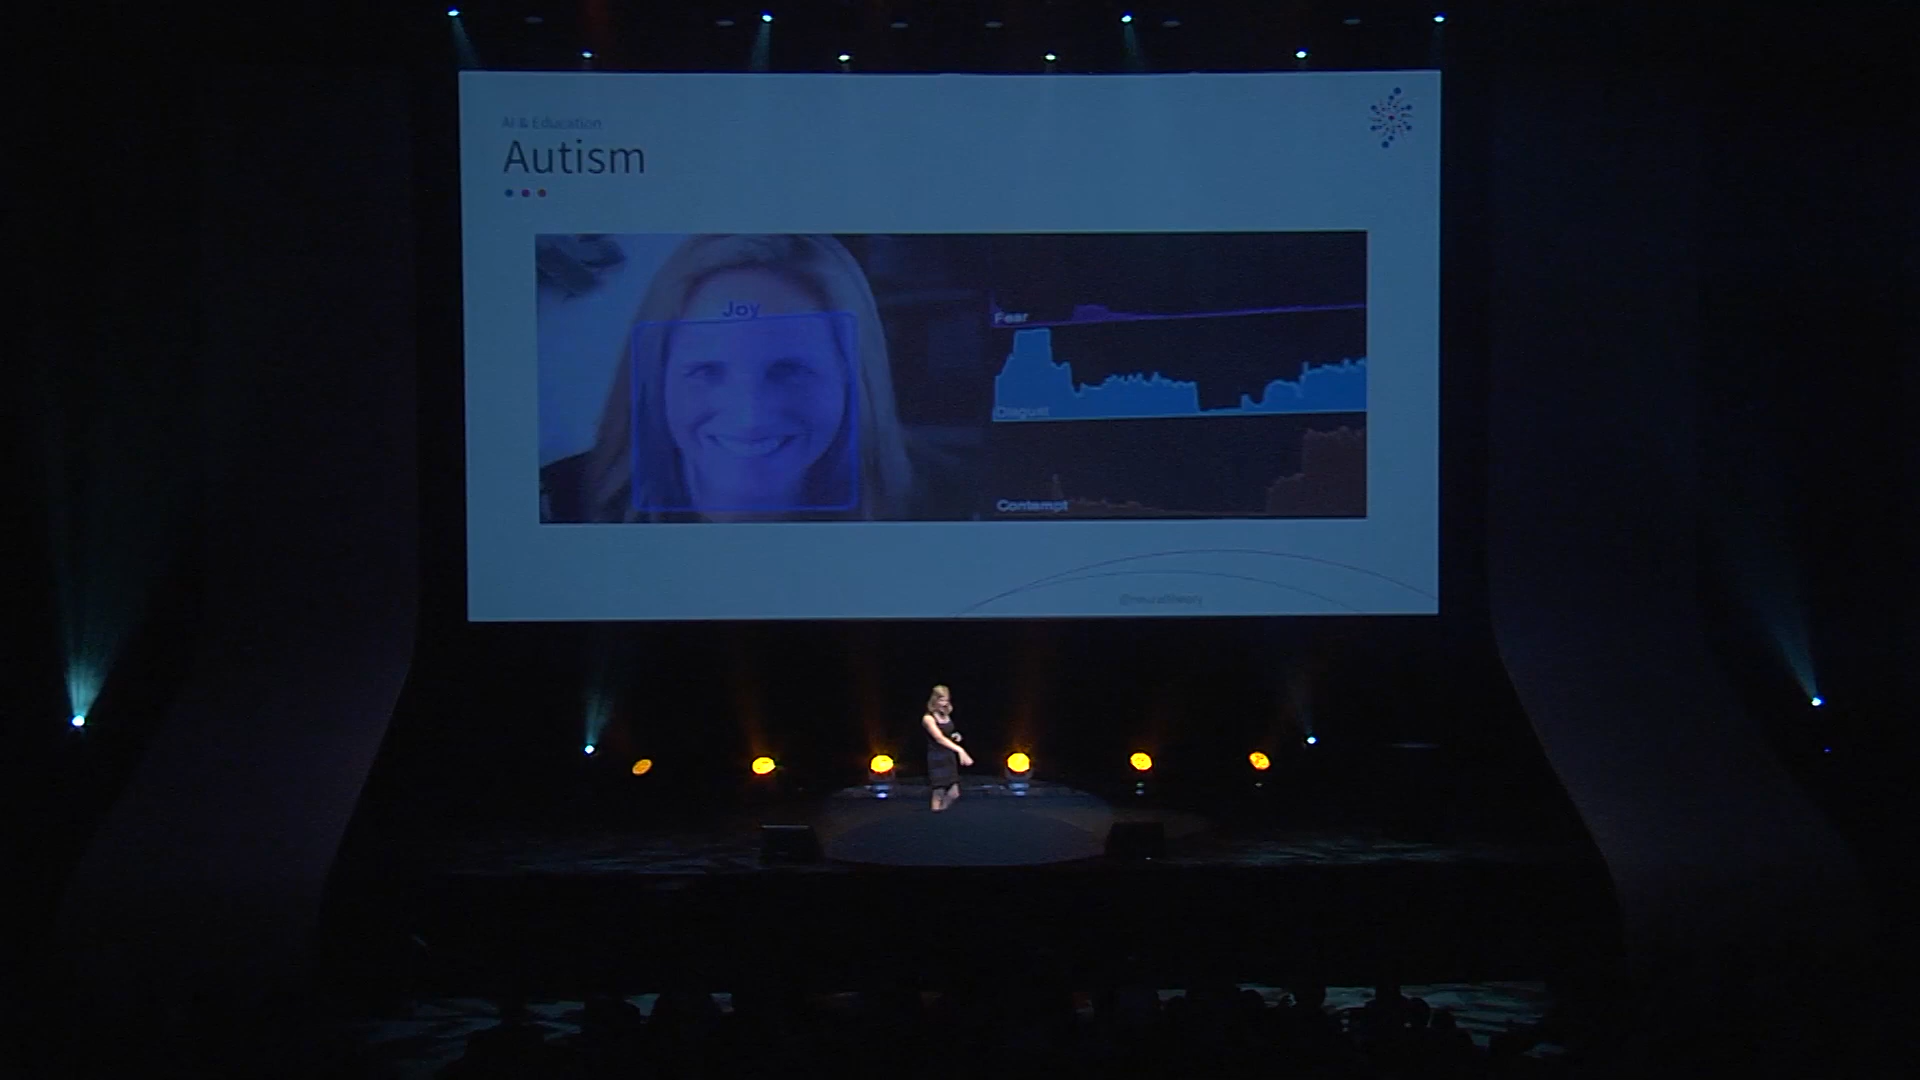 AI & Education
Autism
Joy
Fear
Disgust
Contempt